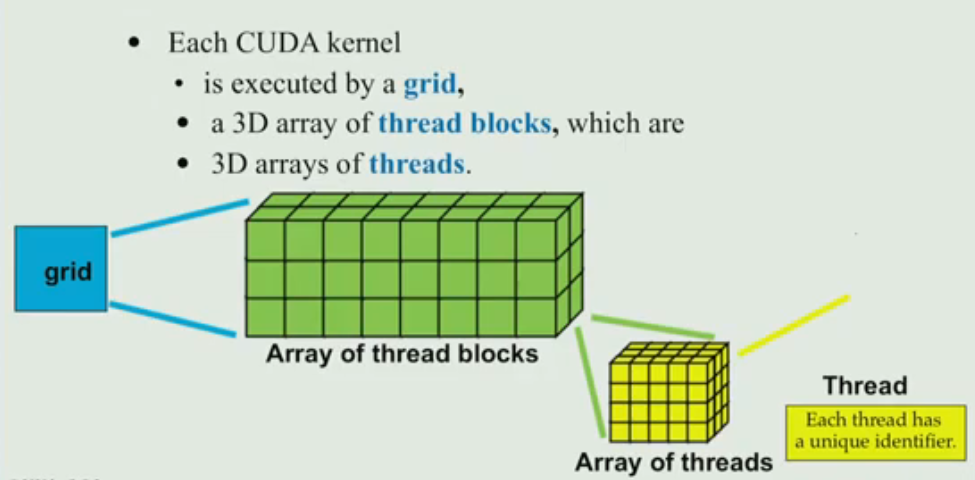 • Each CUDA kernel
• is executed by a grid,
• a 3D array of thread blocks, which are
• 3D arrays of threads.
grid
Array of thread blocks
Thread
Each thread has
a unique identifier.
Array of threads